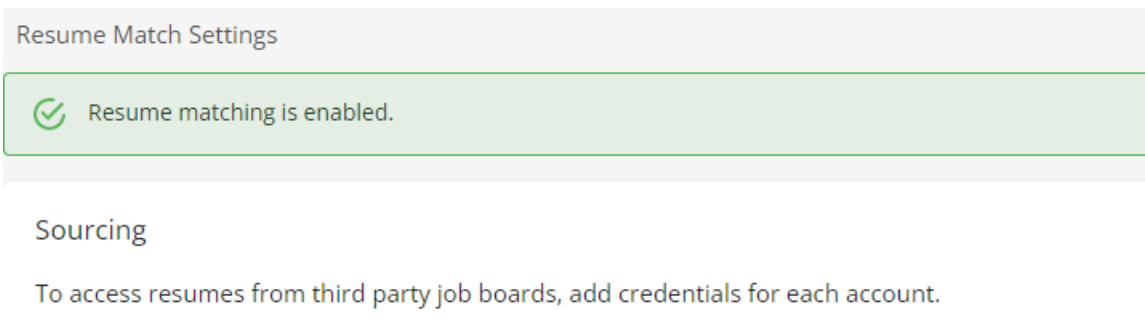 Resume Match Settings
Resume matching is enabled.
Sourcing
To access resumes from third party job boards, add credentials for each account.